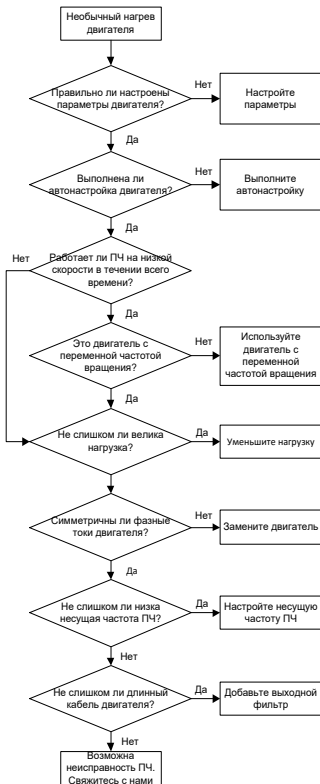 Необычный нагрев
двигателя
Правильно ли настроены
параметры двигателя?
Нет
Настройте
параметры
Да
Выполнена ли
автонастройка двигателя?
Нет
Выполните
автонастройку
Да
Нет
Работает ли ПЧ на низкой
скорости в течении всего
времени?
Да
Это двигатель с
переменной частотой
вращения?
Нет
Используйте
двигатель с
переменной
частотой вращения
Да
Не слишком ли велика
нагрузка?
Да
Уменьшите нагрузку
Симметричны ли фазные
токи двигателя?
Нет
Замените двигатель
Да
Не слишком ли низка
несущая частота ПЧ?
Да
Настройте несущую
частоту ПЧ
Нет
Не слишком ли длинный
кабель двигателя?
Да
Добавьте выходной
фильтр
Нет
Возможна
неисправность ПЧ.
Свяжитесь с нами